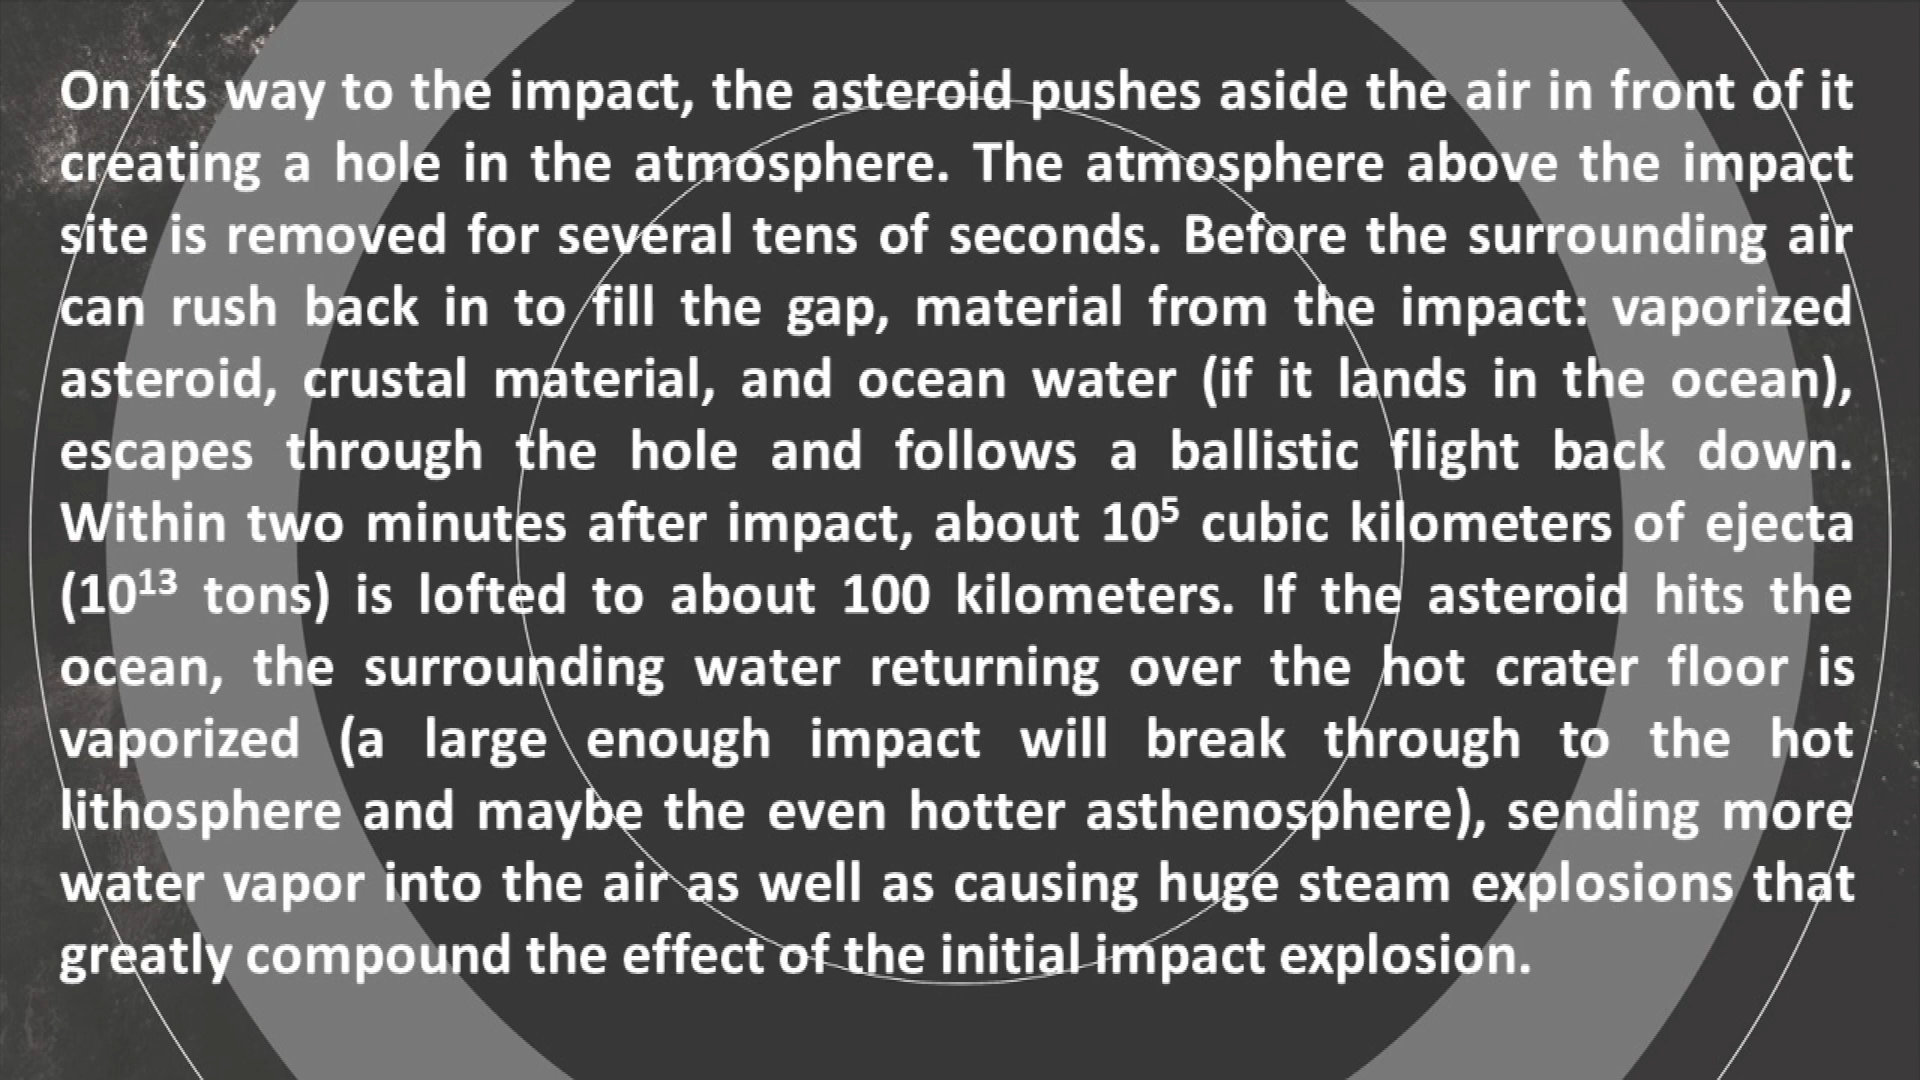 On its way to the impact, the asteroid pushes aside the air in front of it
creating a hole in the atmosphere. The atmosphere above the impact
site is removed for several tens of seconds. Before the surrounding air
can rush back in to fill the gap, material from the impact: vaporized
asteroid, crustal material, and ocean water (if it lands in the ocean),
escapes through the hole and follows a ballistic flight back down.
Within two minutes after impact, about 10⁵ cubic kilometers of ejecta
(10¹³ tons) is lofted to about 100 kilometers. If the asteroid hits the
ocean, the surrounding water returning over the hot crater floor is
vaporized (a large enough impact will break through to the hot
lithosphere and maybe the even hotter asthenosphere), sending more
water vapor into the air as well as causing huge steam explosions that
greatly compound the effect of the initial impact explosion.